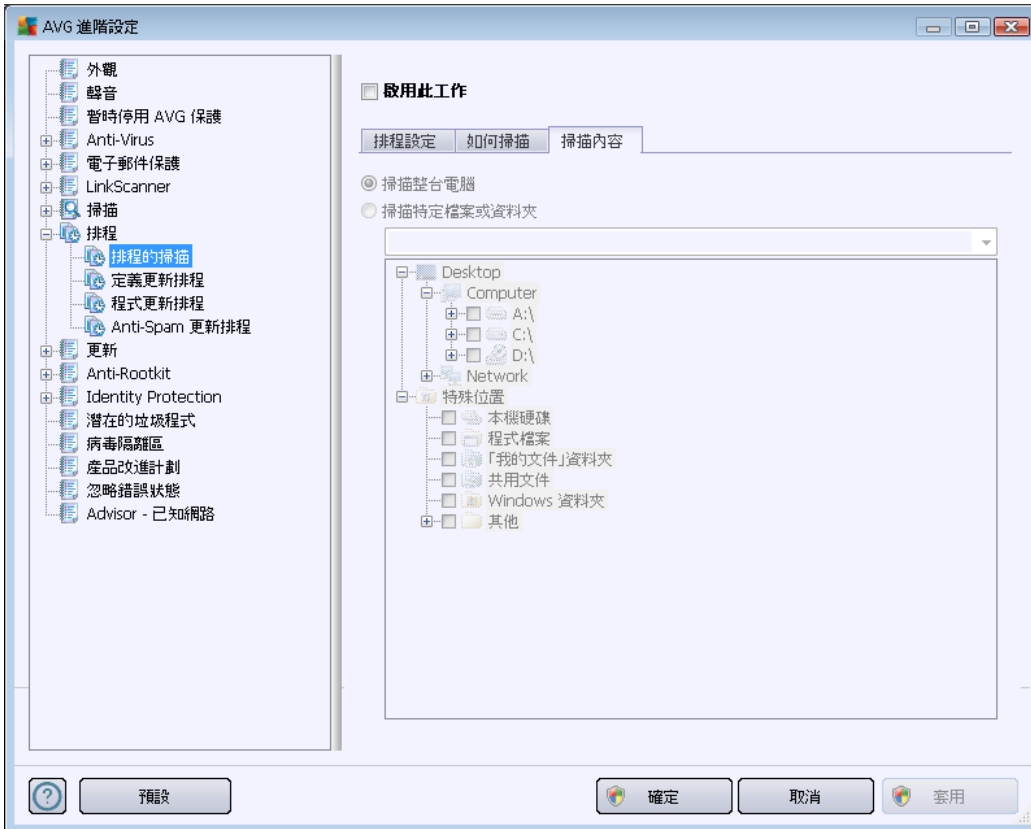 AVG 進階設定
外觀
聲音
暫時停用 AVG 保護
Anti-Virus
電子郵件保護
LinkScanner
掃描
排程
排程的掃描
定義更新排程
程式更新排程
Anti-Spam 更新排程
更新
Anti-Rootkit
Identity Protection
潛在的垃圾程式
病毒隔離區
產品改進計劃
忽略錯誤狀態
Advisor - 已知網路
啟用此工作
排程設定 如何掃描 掃描內容
掃描整台電腦
掃描特定檔案或資料夾
Desktop
Computer
A:\
C:\
D:\
Network
特殊位置
本機硬碟
程式檔案
「我的文件」資料夾
共用文件
Windows 資料夾
其他
預設 確定 取消 套用